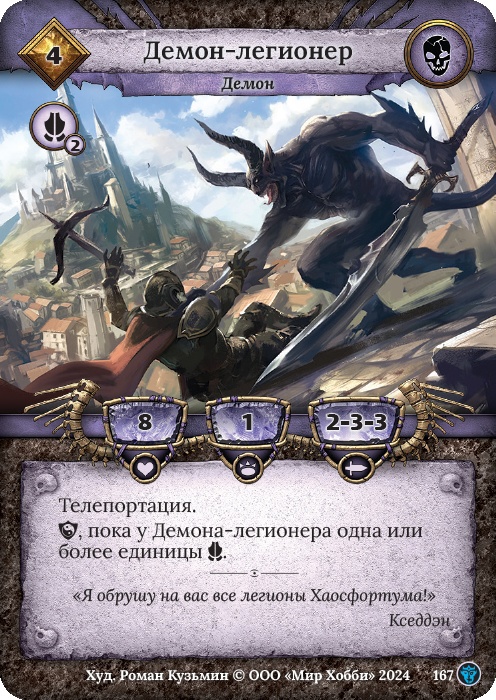 4
Демон-легионер
Демон
2
8
1
2-3-3
Телепортация.
, пока у Демона-легионера одна или
более единицы .
«Я обрушу на вас все легионы Хаосфортума!»
Кседдэн
Худ. Роман Кузьмин © ООО «Мир Хобби» 2024 167